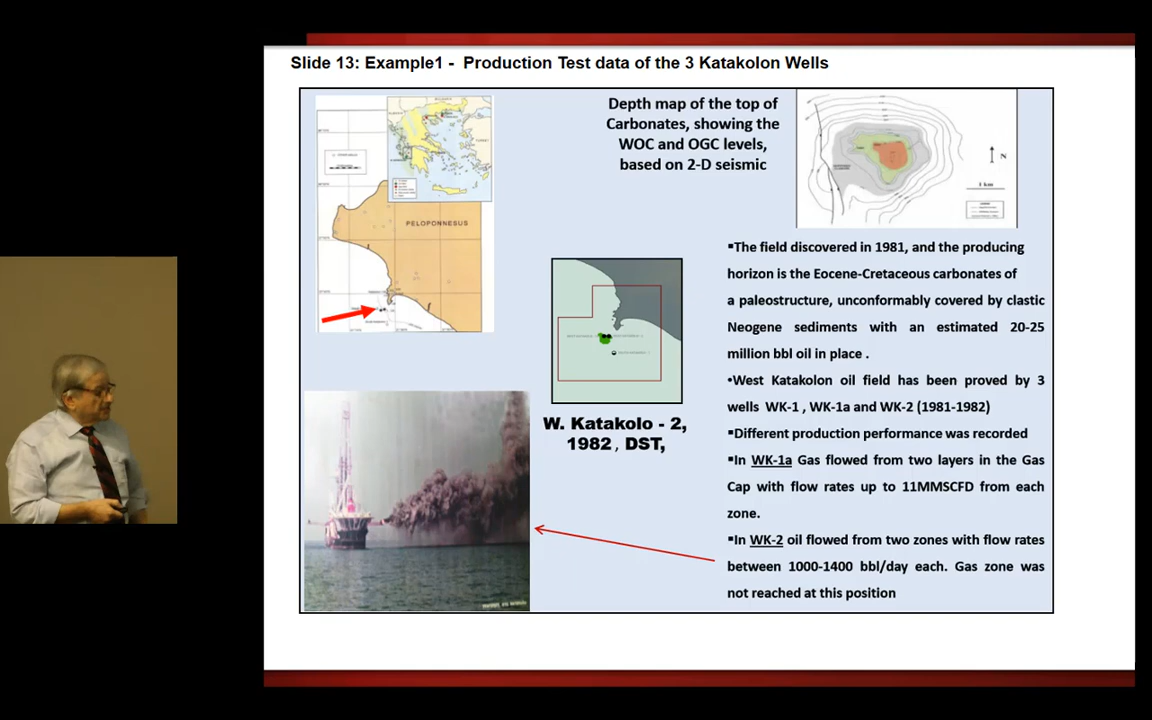 Slide 13: Example1 - Production Test data of the 3 Katakolon Wells
PELOPONNESUS
Depth map of the top of
Carbonates, showing the
WOC and OGC levels,
based on 2-D seismic
N
1 km
W. Katakolo - 2,
1982, DST,
▪The field discovered in 1981, and the producing
horizon is the Eocene-Cretaceous carbonates of
a paleostructure, unconformably covered by clastic
Neogene sediments with an estimated 20-25
million bbl oil in place .
•West Katakolon oil field has been proved by 3
wells WK-1 , WK-1a and WK-2 (1981-1982)
▪Different production performance was recorded
▪In WK-1a Gas flowed from two layers in the Gas
Cap with flow rates up to 11MMSCFD from each
zone.
▪In WK-2 oil flowed from two zones with flow rates
between 1000-1400 bbl/day each. Gas zone was
not reached at this position